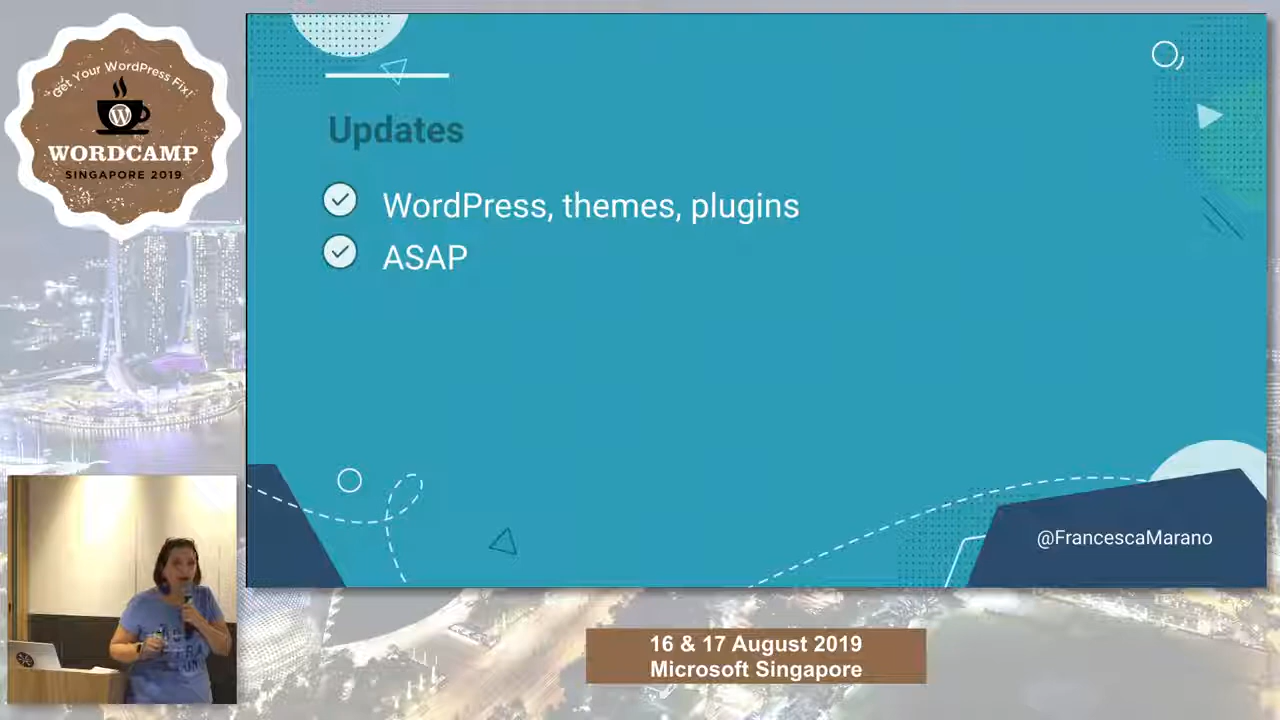 Get Your WordPress Fix!
WORDCAMP
SINGAPORE 2019
Updates
WordPress, themes, plugins
ASAP
@FrancescaMarano
16 & 17 August 2019
Microsoft Singapore